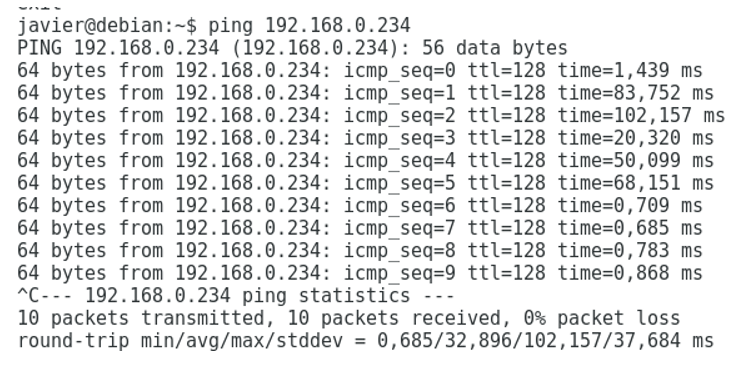 javier@debian:~$ ping 192.168.0.234
PING 192.168.0.234 (192.168.0.234): 56 data bytes
64 bytes from 192.168.0.234: icmp_seq=0 ttl=128 time=1,439 ms
64 bytes from 192.168.0.234: icmp_seq=1 ttl=128 time=83,752 ms
64 bytes from 192.168.0.234: icmp_seq=2 ttl=128 time=102,157 ms
64 bytes from 192.168.0.234: icmp_seq=3 ttl=128 time=20,320 ms
64 bytes from 192.168.0.234: icmp_seq=4 ttl=128 time=50,099 ms
64 bytes from 192.168.0.234: icmp_seq=5 ttl=128 time=68,151 ms
64 bytes from 192.168.0.234: icmp_seq=6 ttl=128 time=0,709 ms
64 bytes from 192.168.0.234: icmp_seq=7 ttl=128 time=0,685 ms
64 bytes from 192.168.0.234: icmp_seq=8 ttl=128 time=0,783 ms
64 bytes from 192.168.0.234: icmp_seq=9 ttl=128 time=0,868 ms
^C--- 192.168.0.234 ping statistics ---
10 packets transmitted, 10 packets received, 0% packet loss
round-trip min/avg/max/stddev = 0,685/32,896/102,157/37,684 ms